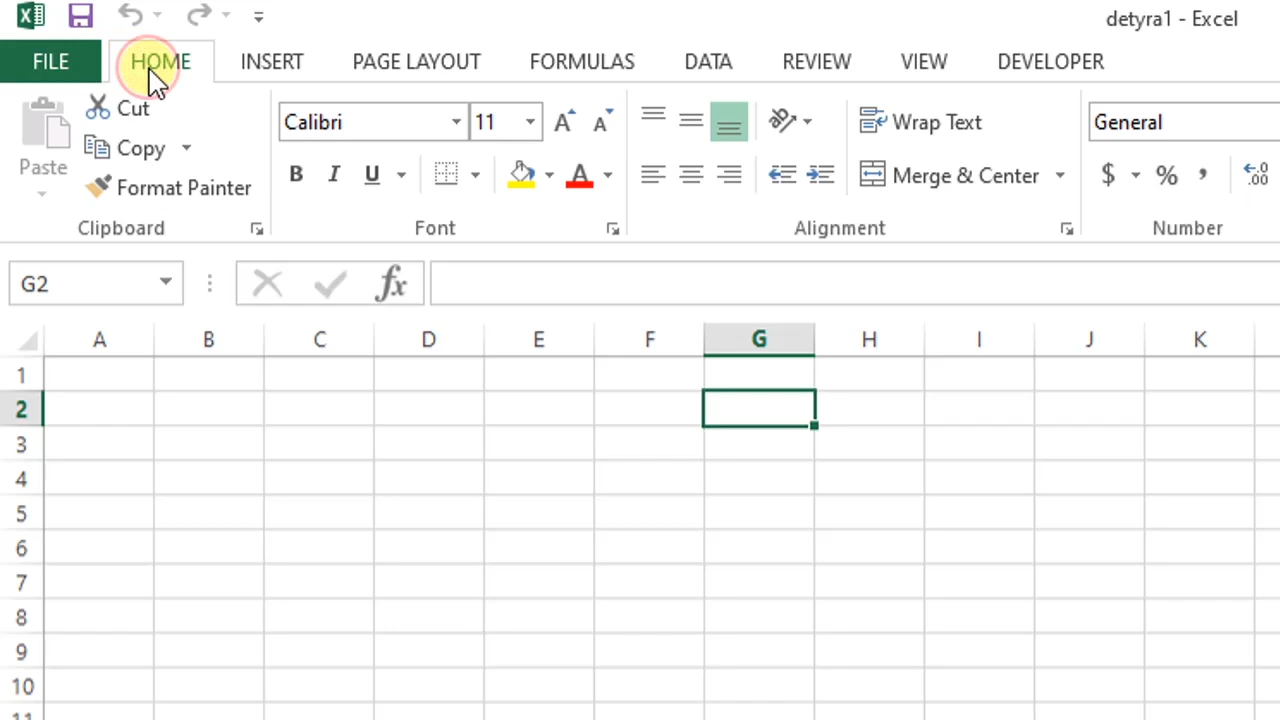 detyra1 - Excel
FILE HOME INSERT PAGE LAYOUT FORMULAS DATA REVIEW VIEW DEVELOPER
Paste
Cut
Copy
Format Painter
Clipboard
Calibri 11
B I U A
Font
Wrap Text
Merge & Center
Alignment
General
$ % , .00
Number
G2 fx
A B C D E F G H I J K
1
2
3
4
5
6
7
8
9
10
11